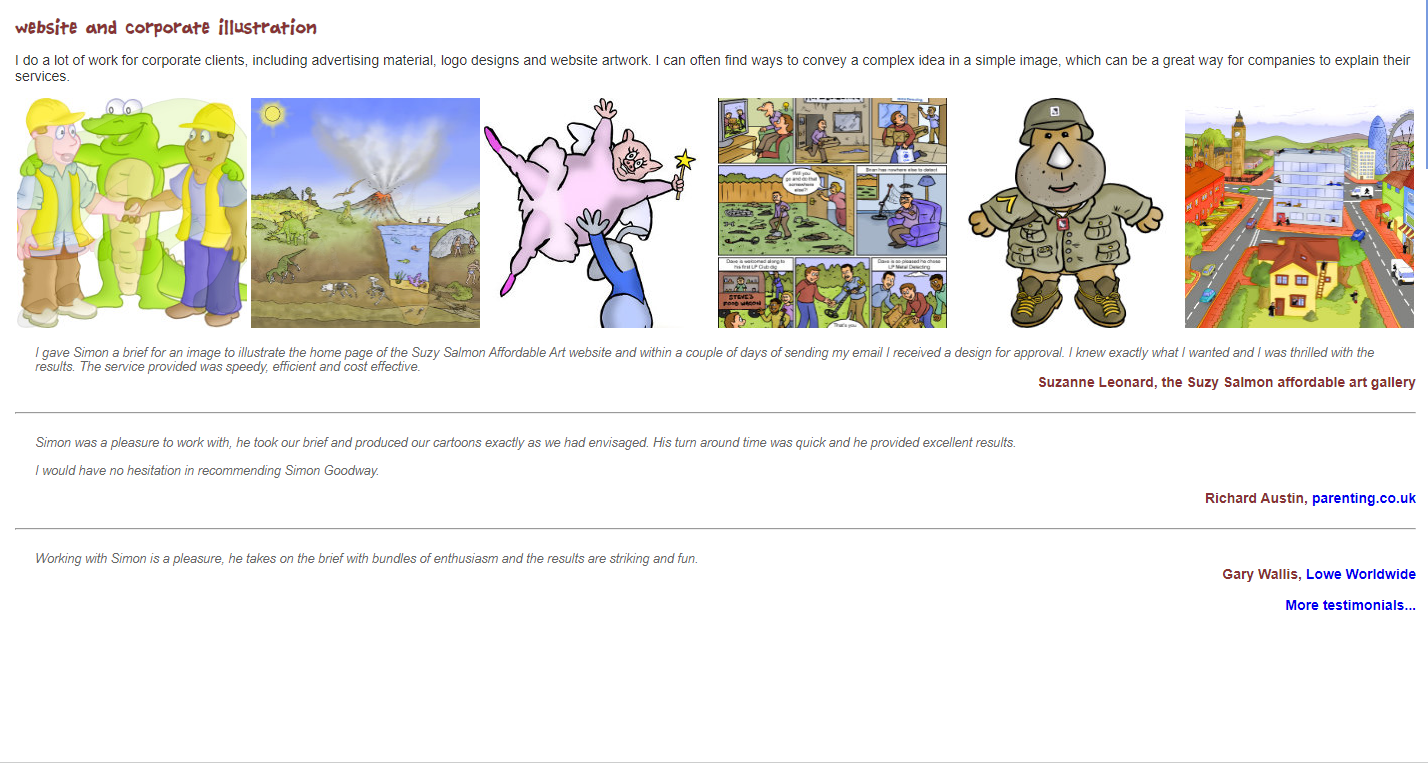 website and corporate illustration
I do a lot of work for corporate clients, including advertising material, logo designs and website artwork. I can often find ways to convey a complex idea in a simple image, which can be a great way for companies to explain their
services.
Will you
go and do that
somewhere
else?
Brian has nowhere else to detect
Dave is welcomed along to
his first LP Club dig
STEVE'S
FOOD WAGON
Dave is so pleased he chose
LP Metal Detecting
That's you
7
I gave Simon a brief for an image to illustrate the home page of the Suzy Salmon Affordable Art website and within a couple of days of sending my email I received a design for approval. I knew exactly what I wanted and I was thrilled with the
results. The service provided was speedy, efficient and cost effective.
Suzanne Leonard, the Suzy Salmon affordable art gallery
Simon was a pleasure to work with, he took our brief and produced our cartoons exactly as we had envisaged. His turn around time was quick and he provided excellent results.
I would have no hesitation in recommending Simon Goodway.
Richard Austin, parenting.co.uk
Working with Simon is a pleasure, he takes on the brief with bundles of enthusiasm and the results are striking and fun.
Gary Wallis, Lowe Worldwide
More testimonials...